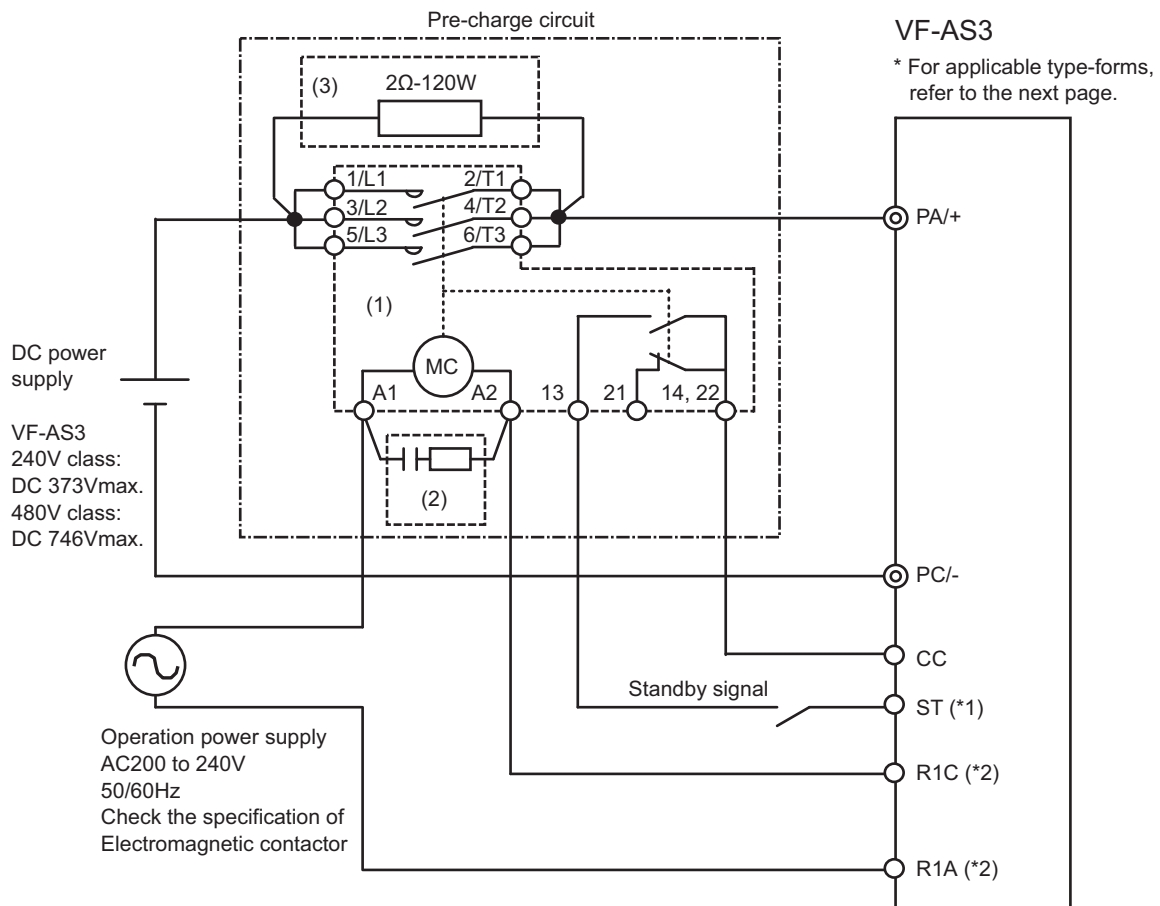 Pre-charge circuit
VF-AS3
* For applicable type-forms,
refer to the next page.
(3)
2Ω-120W
1/L1
2/T1
3/L2
4/T2
5/L3
6/T3
PA/+
(1)
MC
A1
A2
13
21
14, 22
(2)
DC power
supply
VF-AS3
240V class:
DC 373Vmax.
480V class:
DC 746Vmax.
PC/-
CC
Standby signal
ST (*1)
Operation power supply
AC200 to 240V
50/60Hz
Check the specification of
Electromagnetic contactor
R1C (*2)
R1A (*2)